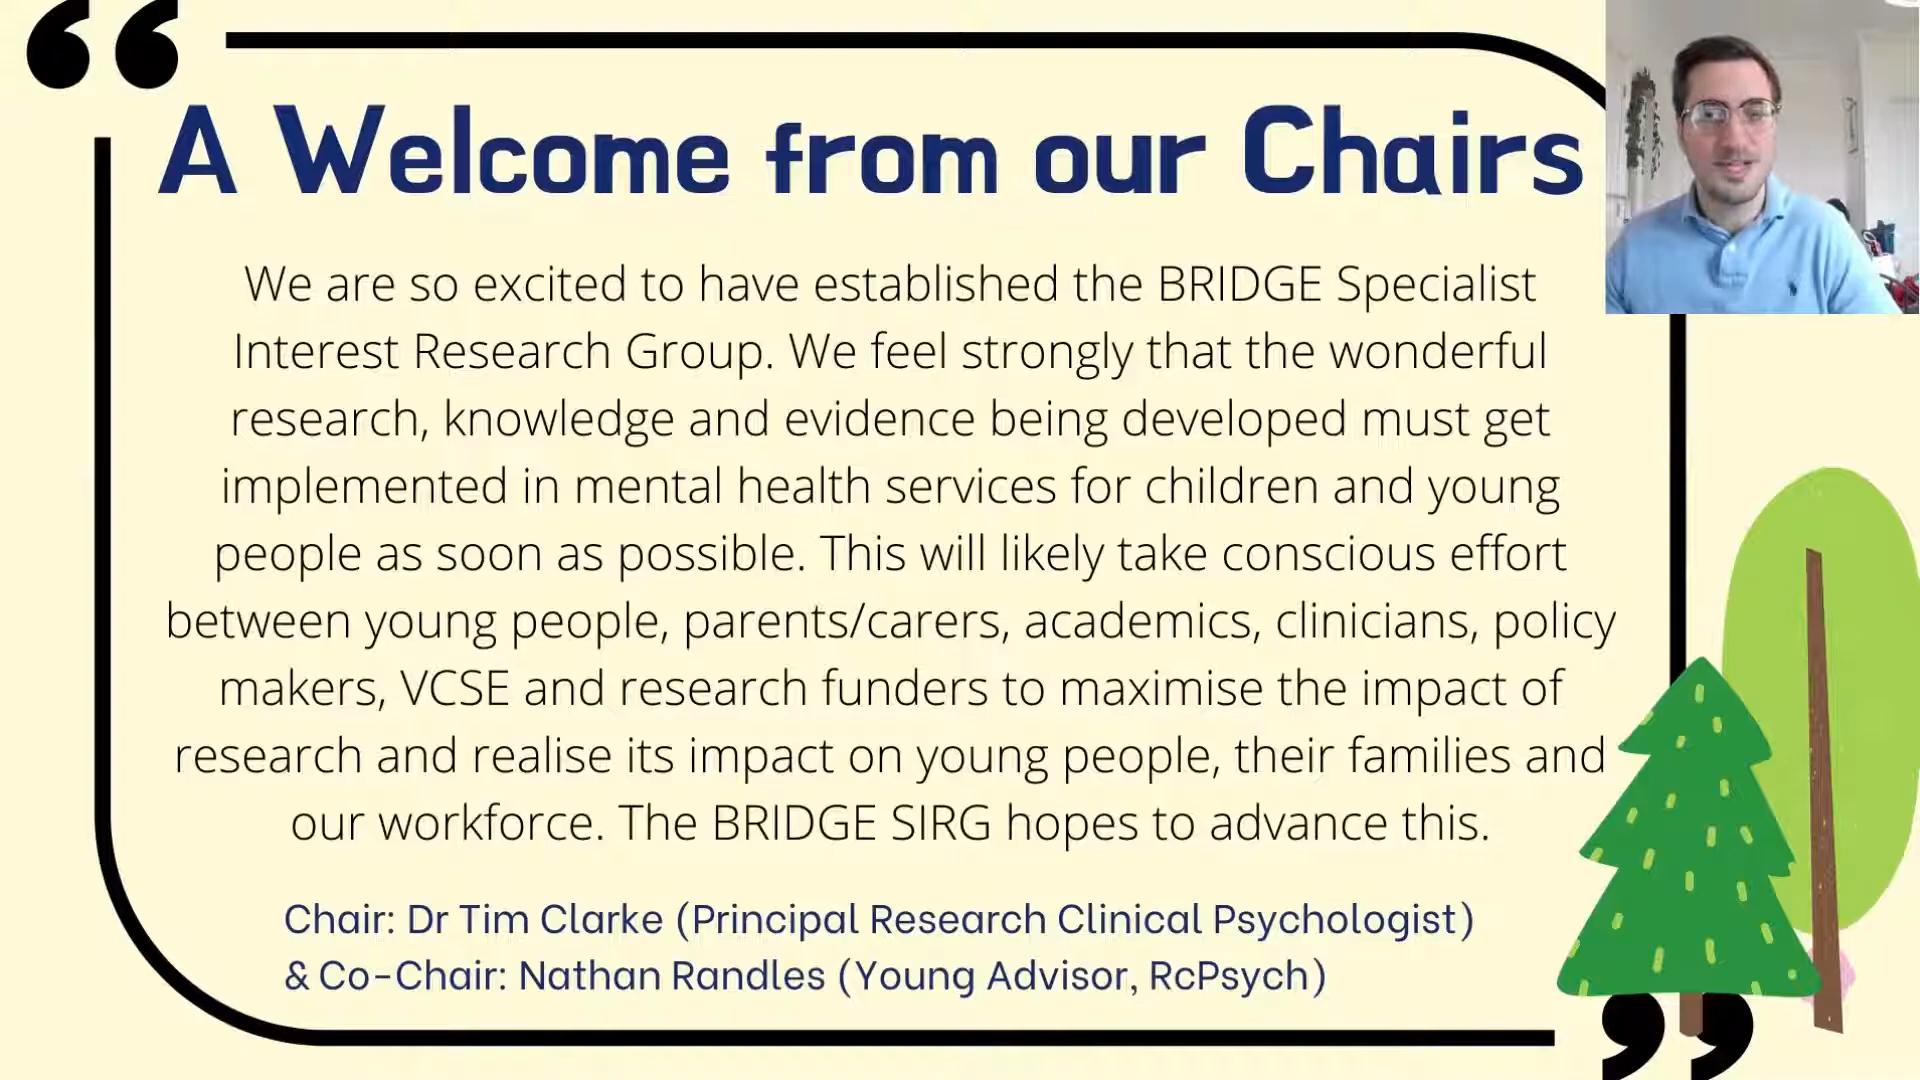 A Welcome from our Chairs
We are so excited to have established the BRIDGE Specialist
Interest Research Group. We feel strongly that the wonderful
research, knowledge and evidence being developed must get
implemented in mental health services for children and young
people as soon as possible. This will likely take conscious effort
between young people, parents/carers, academics, clinicians, policy
makers, VCSE and research funders to maximise the impact of
research and realise its impact on young people, their families and
our workforce. The BRIDGE SIRG hopes to advance this.
Chair: Dr Tim Clarke (Principal Research Clinical Psychologist)
& Co-Chair: Nathan Randles (Young Advisor, RcPsych)